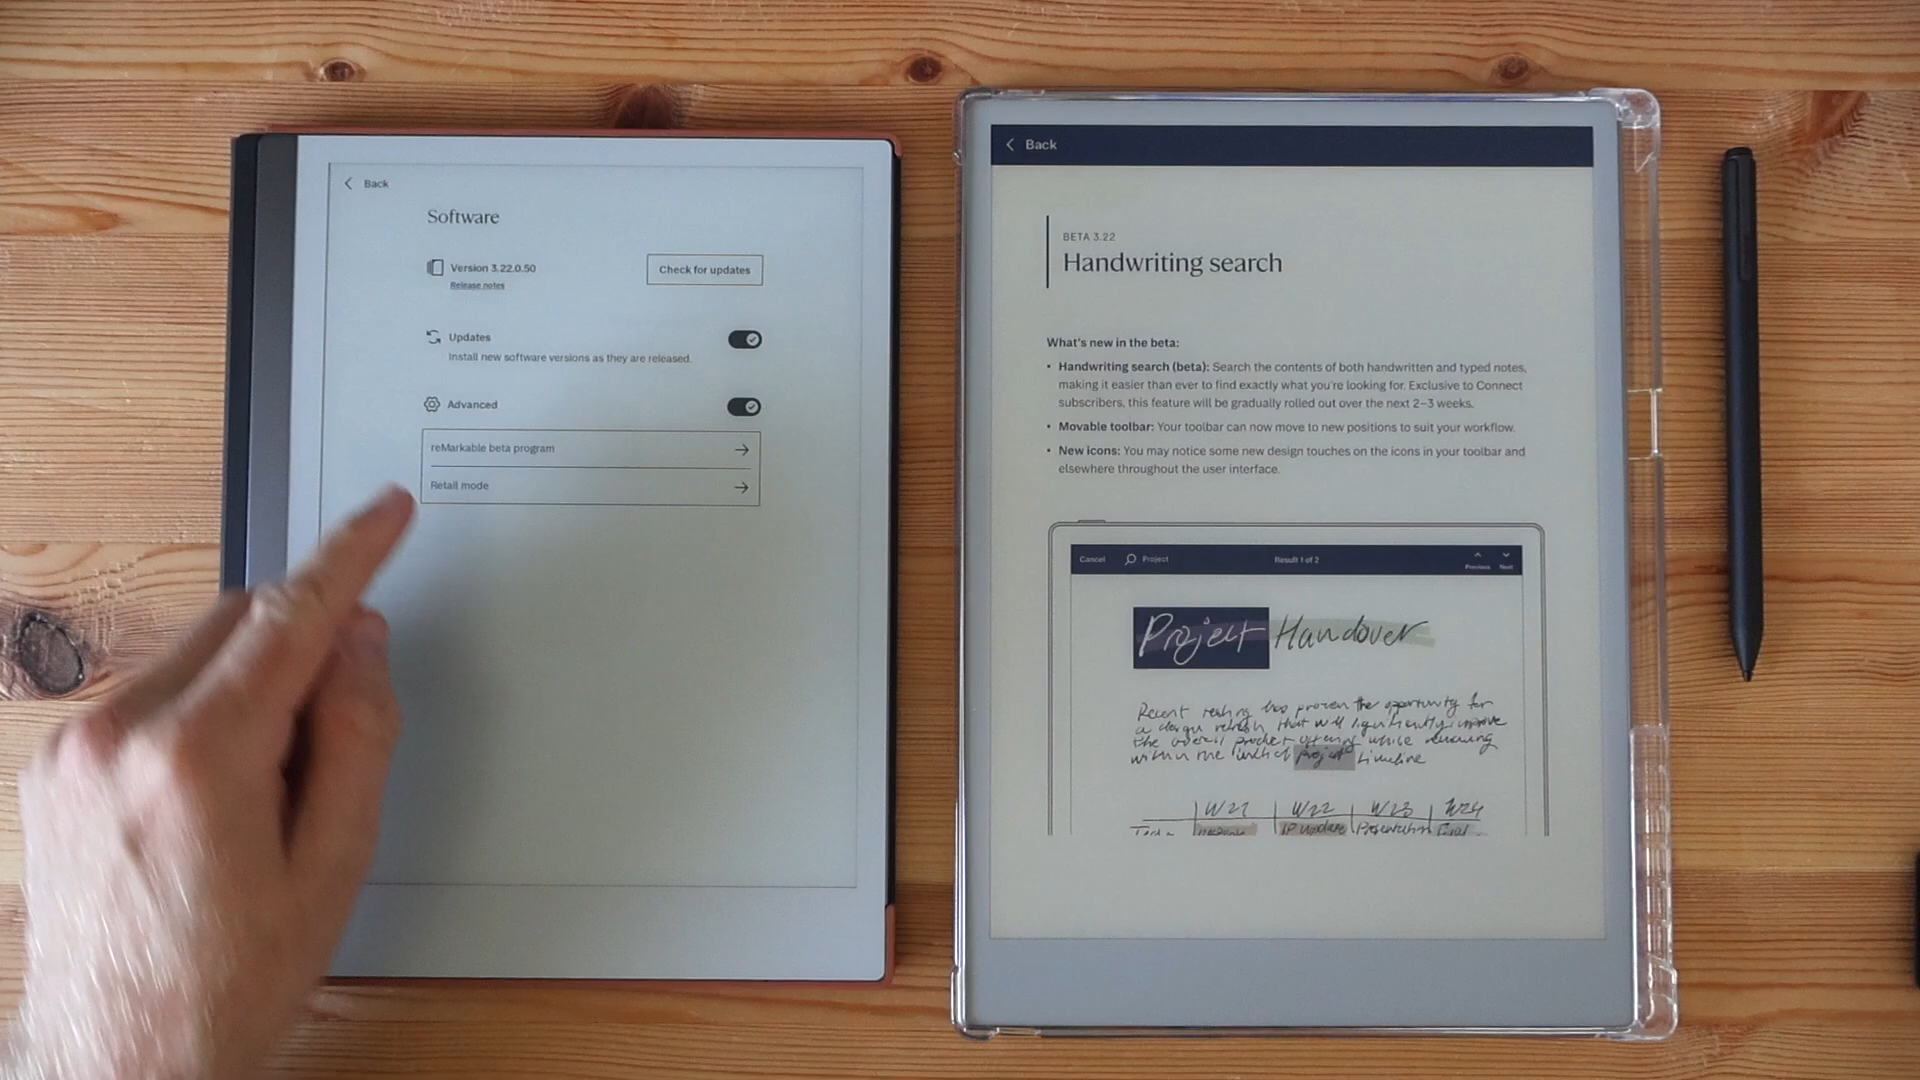 Back
Software
Version 3.22.0.50
Release notes
Check for updates
Updates
Install new software versions as they are released.
Advanced
reMarkable beta program
Retail mode
Back
BETA 3.22
Handwriting search
What's new in the beta:
• Handwriting search (beta): Search the contents of both handwritten and typed notes,
making it easier than ever to find exactly what you're looking for. Exclusive to Connect
subscribers, this feature will be gradually rolled out over the next 2–3 weeks.
• Movable toolbar: Your toolbar can now move to new positions to suit your workflow.
• New icons: You may notice some new design touches on the icons in your toolbar and
elsewhere throughout the user interface.
Cancel
Project
Result 1 of 2
Previous
Next
Project Handover
Recent testing has proven the opportunity for
a design refresh that will significantly improve
the overall product offering while remaining
within the project timeline
W21 W22 W23 W24
IP Update Presentation